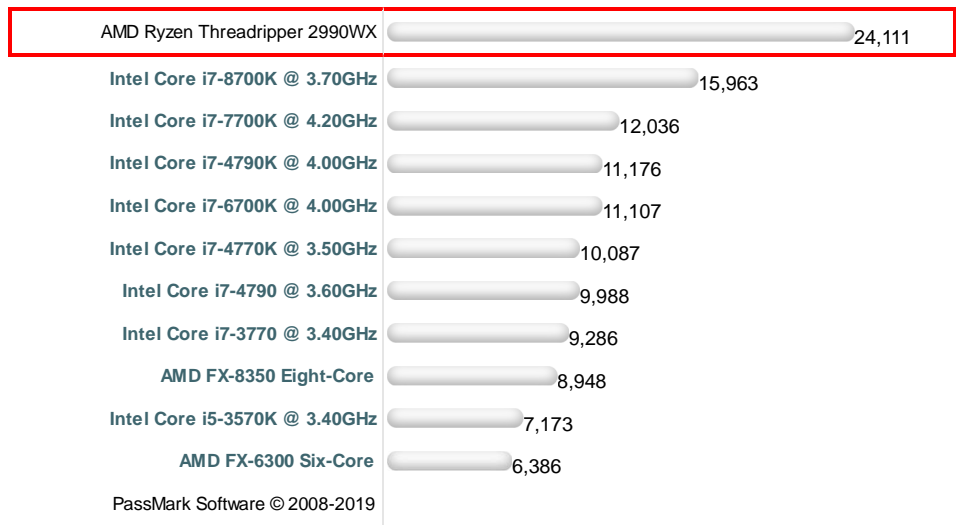 AMD Ryzen Threadripper 2990WX 24,111
Intel Core i7-8700K @ 3.70GHz 15,963
Intel Core i7-7700K @ 4.20GHz 12,036
Intel Core i7-4790K @ 4.00GHz 11,176
Intel Core i7-6700K @ 4.00GHz 11,107
Intel Core i7-4770K @ 3.50GHz 10,087
Intel Core i7-4790 @ 3.60GHz 9,988
Intel Core i7-3770 @ 3.40GHz 9,286
AMD FX-8350 Eight-Core 8,948
Intel Core i5-3570K @ 3.40GHz 7,173
AMD FX-6300 Six-Core 6,386
PassMark Software © 2008-2019